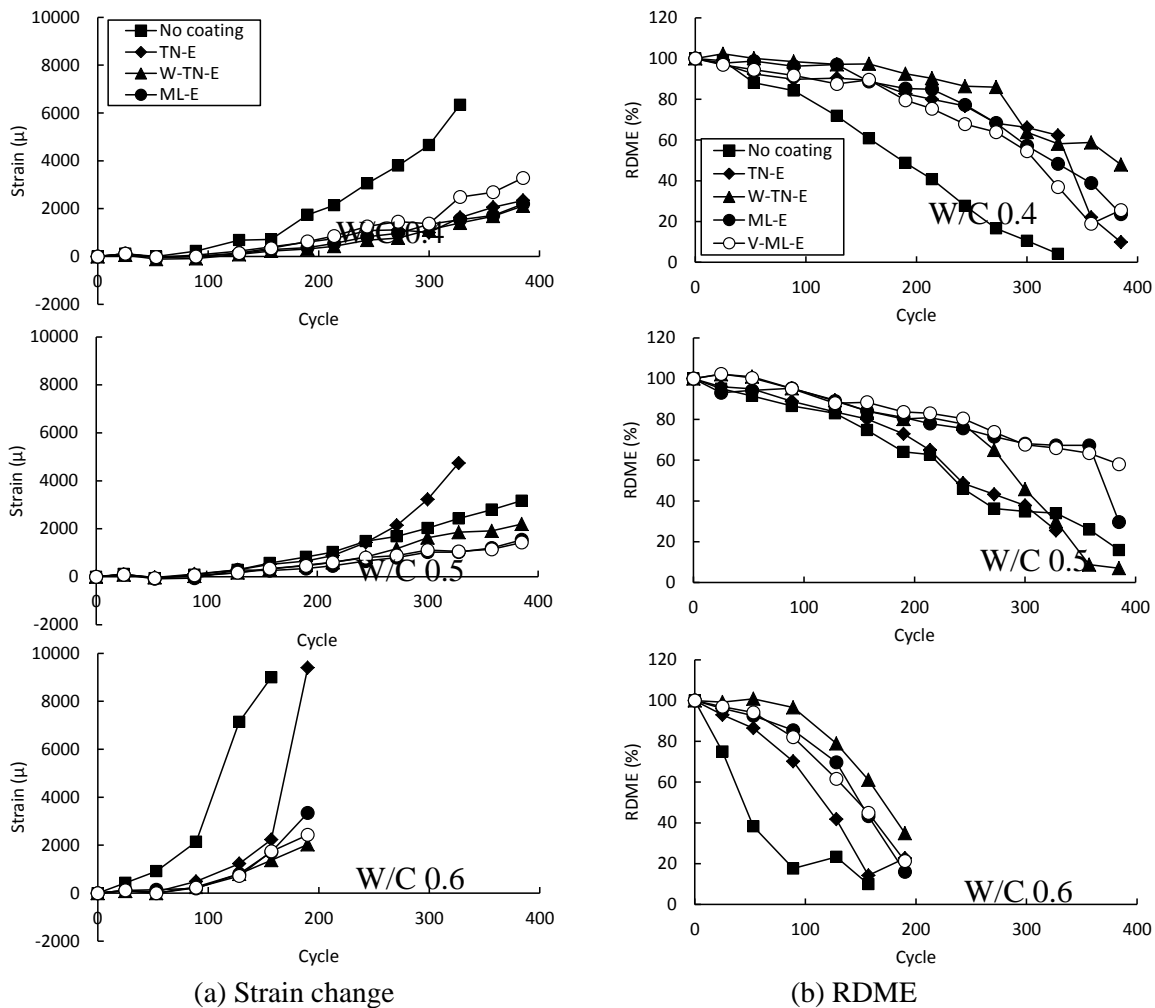 10000
8000
6000
4000
2000
0
-2000
Strain (μ)
No coating
TN-E
W-TN-E
ML-E
0 100 200 300 400
Cycle
W/C 0.4
120
100
80
60
40
20
0
RDME (%)
No coating
TN-E
W-TN-E
ML-E
V-ML-E
0 100 200 300 400
Cycle
W/C 0.4
10000
8000
6000
4000
2000
0
-2000
Strain (μ)
0 100 200 300 400
Cycle
W/C 0.5
120
100
80
60
40
20
0
RDME (%)
0 100 200 300 400
Cycle
W/C 0.5
10000
8000
6000
4000
2000
0
-2000
Strain (μ)
0 100 200 300 400
Cycle
W/C 0.6
120
100
80
60
40
20
0
RDME (%)
0 100 200 300 400
Cycle
W/C 0.6
(a) Strain change
(b) RDME